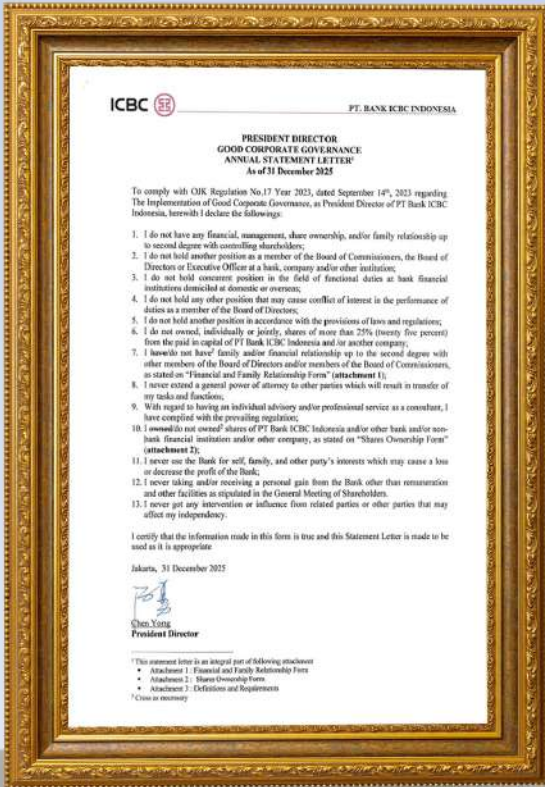 ICBC PT. BANK ICBC INDONESIA
PRESIDENT DIRECTOR
GOOD CORPORATE GOVERNANCE
ANNUAL STATEMENT LETTER¹
As of 31 December 2025
To comply with OJK Regulation No.17 Year 2023, dated September 14th, 2023 regarding
The Implementation of Good Corporate Governance, as President Director of PT Bank ICBC
Indonesia, herewith I declare the followings:
1. I do not have any financial, management, share ownership, and/or family relationship up
to second degree with controlling shareholders;
2. I do not hold another position as a member of the Board of Commissioners, the Board of
Directors or Executive Officer at a bank, company and/or other institution;
3. I do not hold concurrent position in the field of functional duties at bank financial
institutions domiciled at domestic or overseas;
4. I do not hold any other position that may cause conflict of interest in the performance of
duties as a member of the Board of Directors;
5. I do not hold another position in accordance with the provisions of laws and regulations;
6. I do not owned, individually or jointly, shares of more than 25% (twenty five percent)
from the paid in capital of PT Bank ICBC Indonesia and/or another company;
7. I have/do not have² family and/or financial relationship up to the second degree with
other members of the Board of Directors and/or members of the Board of Commissioners,
as stated on "Financial and Family Relationship Form" (attachment 1);
8. I never extend a general power of attorney to other parties which will result in transfer of
my tasks and functions;
9. With regard to having an individual advisory and/or professional service as a consultant, I
have complied with the prevailing regulation;
10. I owned/do not owned² shares of PT Bank ICBC Indonesia and/or other bank and/or non-
bank financial institution and/or other company, as stated on "Shares Ownership Form"
(attachment 2);
11. I never use the Bank for self, family, and other party's interests which may cause a loss
or decrease the profit of the Bank;
12. I never taking and/or receiving a personal gain from the Bank other than remuneration
and other facilities as stipulated in the General Meeting of Shareholders.
13. I never got any intervention or influence from related parties or other parties that may
affect my independency.
I certify that the information made in this form is true and this Statement Letter is made to be
used as it is appropriate
Jakarta, 31 December 2025
Chen Yong
President Director
¹ This statement letter is an integral part of following attachment
• Attachment 1 : Financial and Family Relationship Form
• Attachment 2 : Shares Ownership Form
• Attachment 3 : Definitions and Requirements
² Cross as necessary